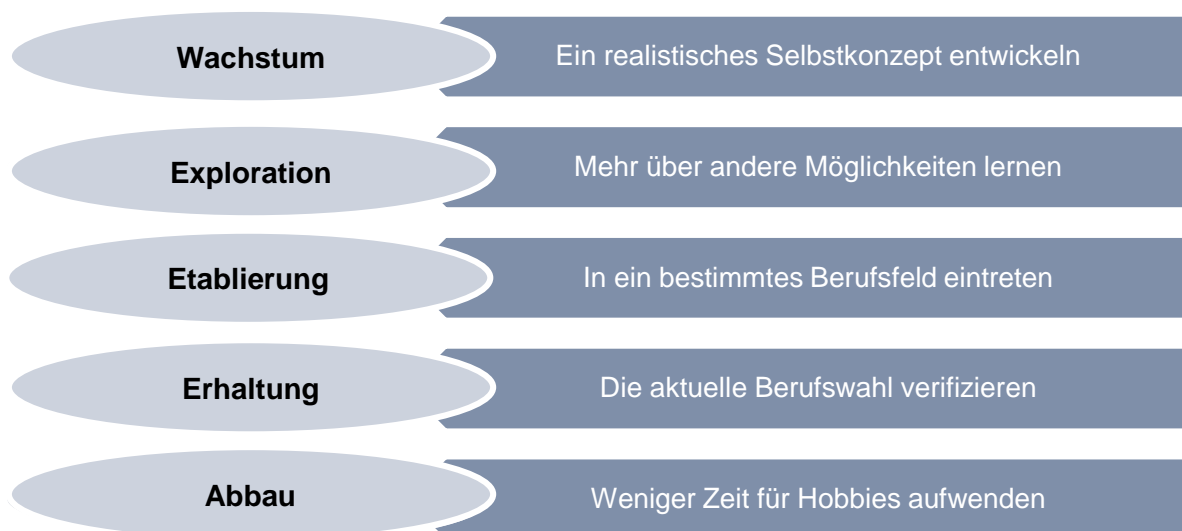 Wachstum
Ein realistisches Selbstkonzept entwickeln
Exploration
Mehr über andere Möglichkeiten lernen
Etablierung
In ein bestimmtes Berufsfeld eintreten
Erhaltung
Die aktuelle Berufswahl verifizieren
Abbau
Weniger Zeit für Hobbies aufwenden